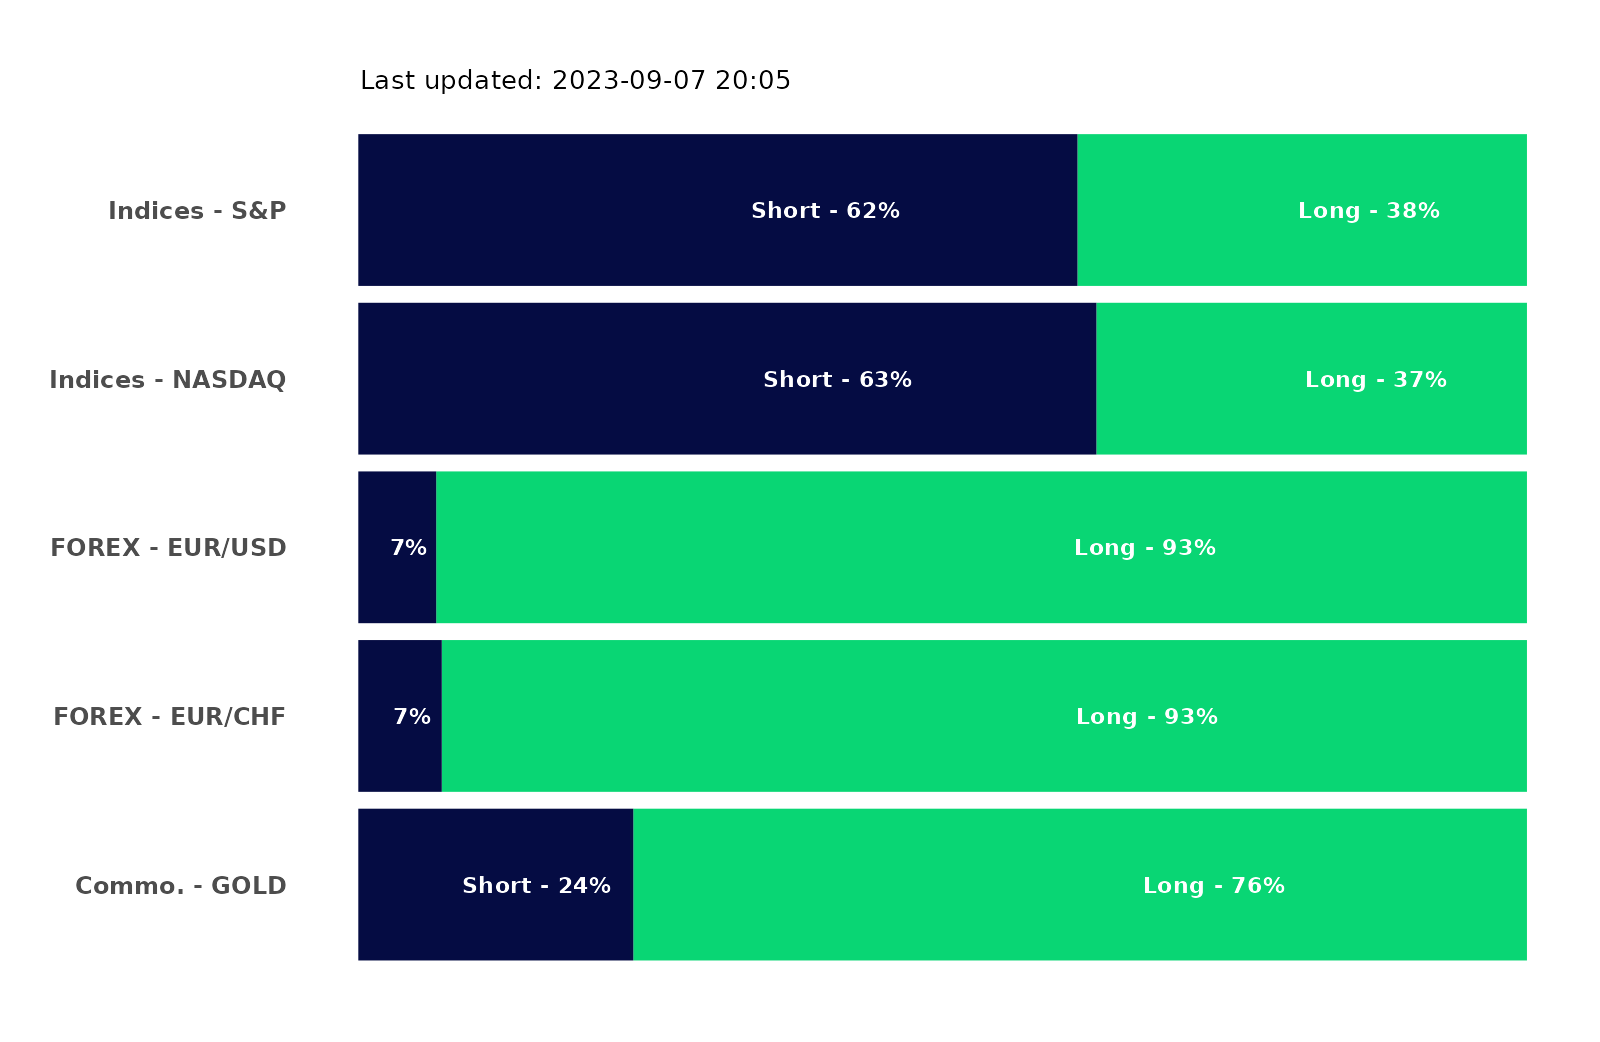 Last updated: 2023-09-07 20:05
Indices - S&P Short - 62% Long - 38%
Indices - NASDAQ Short - 63% Long - 37%
FOREX - EUR/USD 7% Long - 93%
FOREX - EUR/CHF 7% Long - 93%
Commo. - GOLD Short - 24% Long - 76%